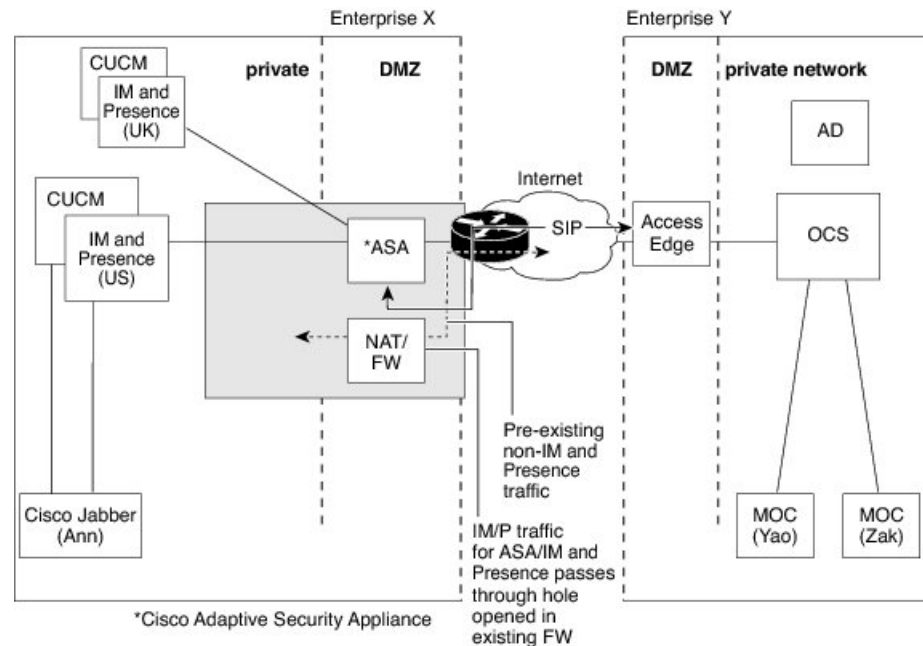 Enterprise X
Enterprise Y
private
DMZ
DMZ
private network
CUCM
IM and
Presence
(UK)
AD
CUCM
IM and
Presence
(US)
*ASA
Internet
SIP
Access
Edge
OCS
NAT/
FW
Pre-existing
non-IM and
Presence
traffic
Cisco Jabber
(Ann)
IM/P traffic
for ASA/IM and
Presence passes
through hole
opened in
existing FW
MOC
(Yao)
MOC
(Zak)
*Cisco Adaptive Security Appliance